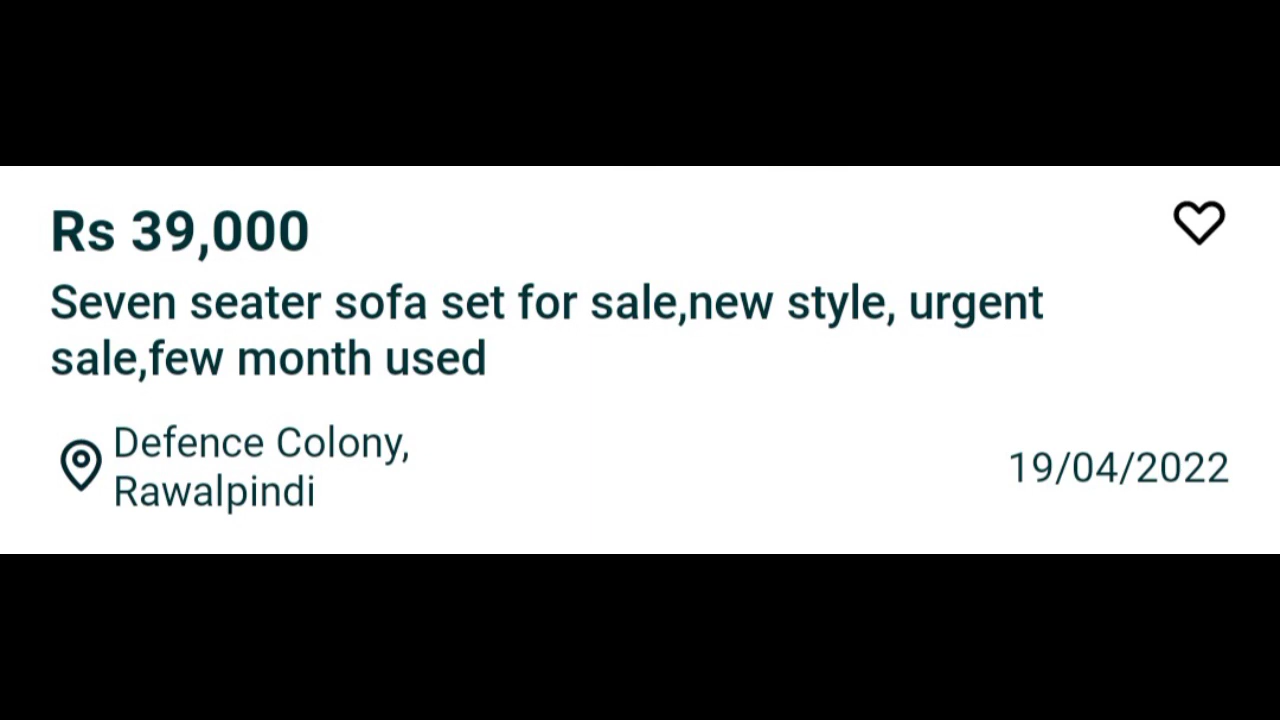 Rs 39,000
Seven seater sofa set for sale,new style, urgent
sale,few month used
Defence Colony,
Rawalpindi
19/04/2022